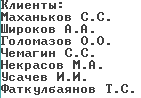 Клиенты:
Маханьков С.С.
Широков А.А.
Голомазов О.О.
Чемагин С.С.
Некрасов М.А.
Усачев И.И.
Фаткулбаянов Т.С.